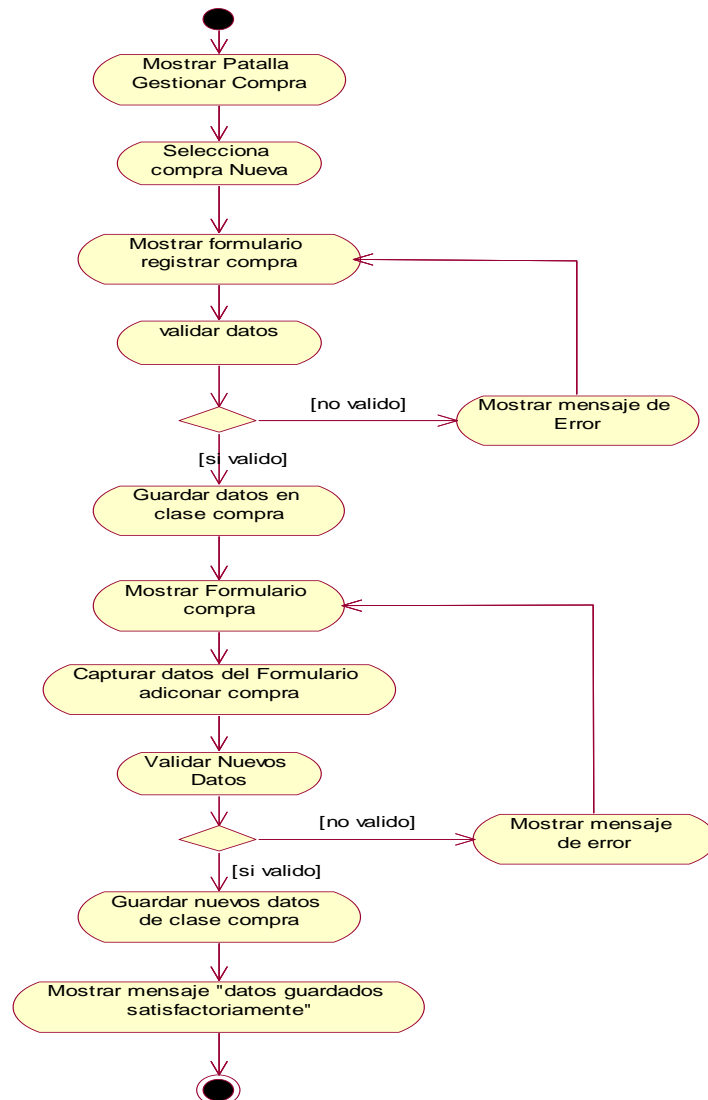 Mostrar Patalla
Gestionar Compra
Selecciona
compra Nueva
Mostrar formulario
registrar compra
validar datos
[no valido]
Mostrar mensaje de
Error
[si valido]
Guardar datos en
clase compra
Mostrar Formulario
compra
Capturar datos del Formulario
adiconar compra
Validar Nuevos
Datos
[no valido]
Mostrar mensaje
de error
[si valido]
Guardar nuevos datos
de clase compra
Mostrar mensaje "datos guardados
satisfactoriamente"